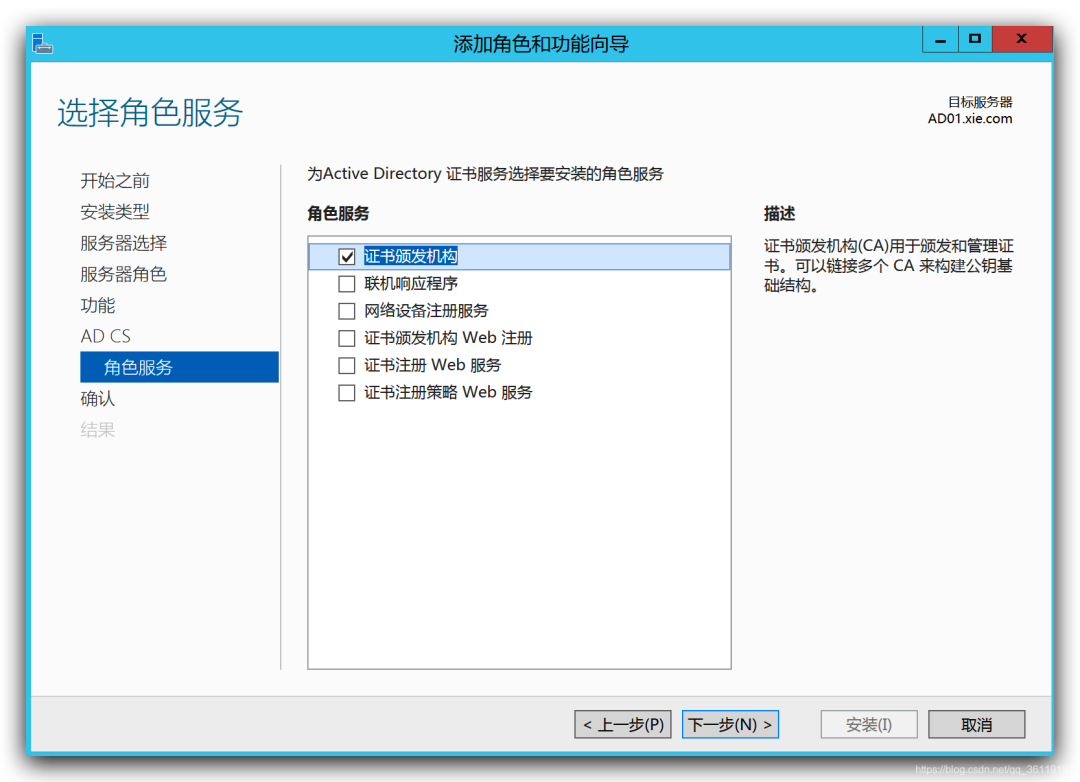 添加角色和功能向导
选择角色服务
目标服务器
AD01.xie.com
开始之前
安装类型
服务器选择
服务器角色
功能
AD CS
角色服务
确认
结果
为Active Directory 证书服务选择要安装的角色服务
角色服务
证书颁发机构
联机响应程序
网络设备注册服务
证书颁发机构 Web 注册
证书注册 Web 服务
证书注册策略 Web 服务
描述
证书颁发机构(CA)用于颁发和管理证
书。可以链接多个 CA 来构建公钥基
础结构。
< 上一步(P)
下一步(N) >
安装(I)
取消